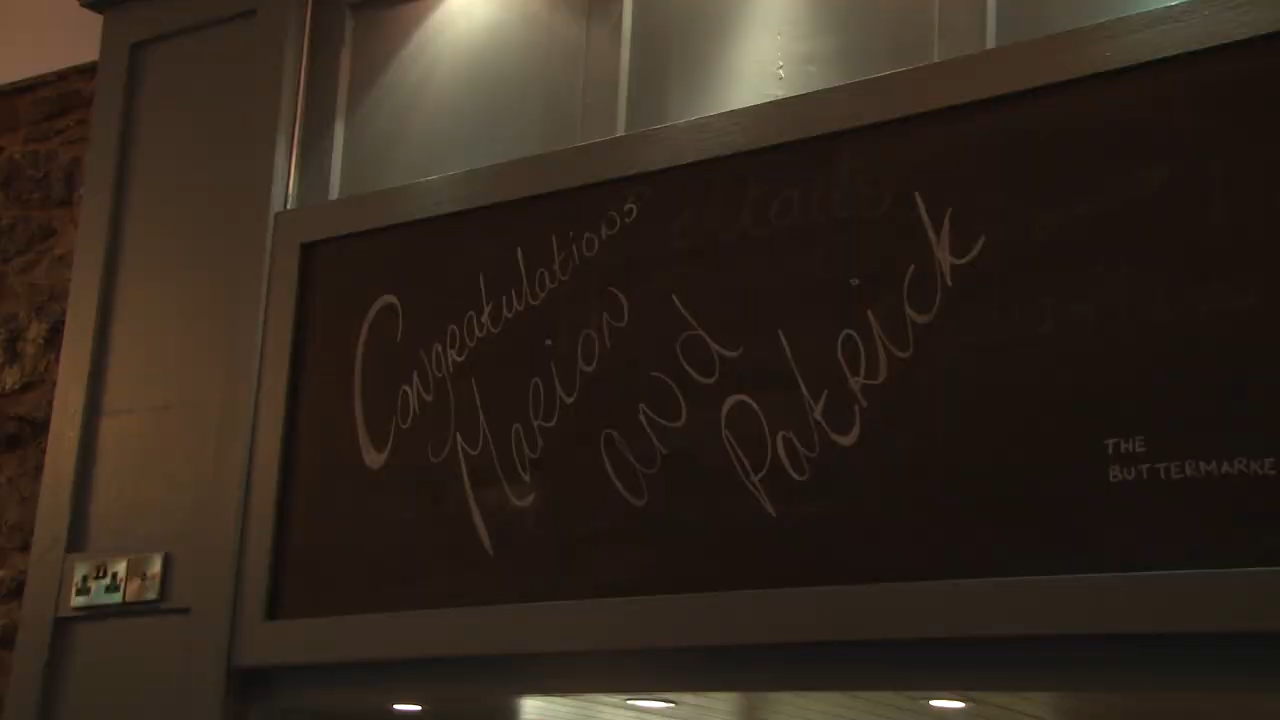 Congratulations
Marion
and
Patrick
THE
BUTTERMARKE